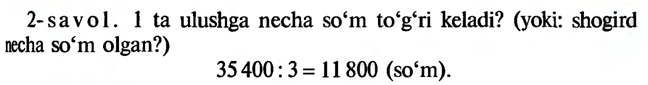 2-savol. 1 ta ulushga necha so‘m to‘g‘ri keladi? (yoki: shogird
necha so‘m olgan?)
35 400 : 3 = 11 800 (so‘m).